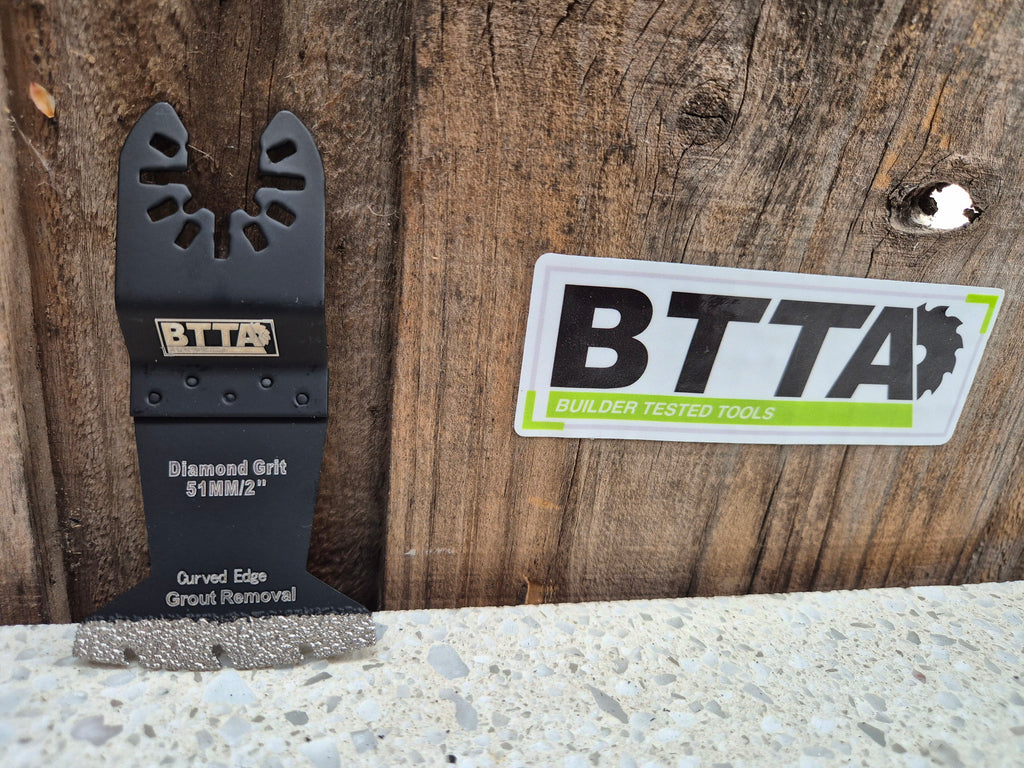 BTTA
Diamond Grit
51MM/2"
Curved Edge
Grout Removal
BTTA
BUILDER TESTED TOOLS